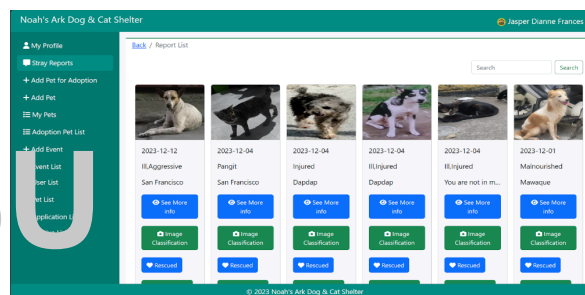 Noah's Ark Dog & Cat Shelter
Jasper Dianne Frances
My Profile
Stray Reports
+ Add Pet for Adoption
+ Add Pet
My Pets
Adoption Pet List
+ Add Event
Event List
User List
Pet List
Application
U
Back / Report List
Search Search
2023-12-12 2023-12-04 2023-12-04 2023-12-04 2023-12-04 2023-12-01
Ill,Aggressive Pangit Injured Ill,Injured Ill,Injured Malnourished
San Francisco San Francisco Dapdap Dapdap You are not in m... Mawaque
See More info See More info See More info See More info See More info See More info
Image Classification Image Classification Image Classification Image Classification Image Classification Image Classification
Rescued Rescued Rescued Rescued Rescued Rescued
© 2023 Noah's Ark Dog & Cat Shelter